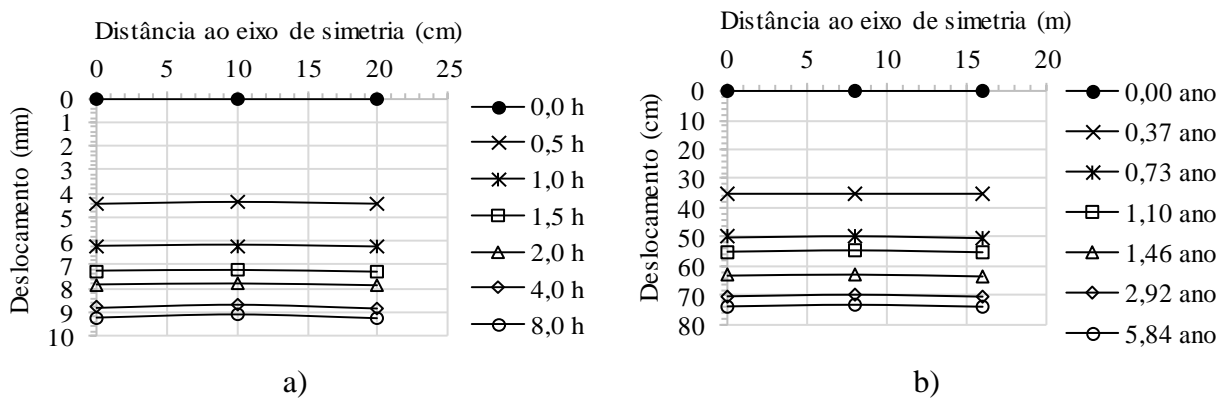 Distância ao eixo de simetria (cm)
0 5 10 15 20 25
Deslocamento (mm)
0
1
2
3
4
5
6
7
8
9
10
0,0 h
0,5 h
1,0 h
1,5 h
2,0 h
4,0 h
8,0 h
a)
Distância ao eixo de simetria (m)
0 5 10 15 20
Deslocamento (cm)
0
10
20
30
40
50
60
70
80
0,00 ano
0,37 ano
0,73 ano
1,10 ano
1,46 ano
2,92 ano
5,84 ano
b)